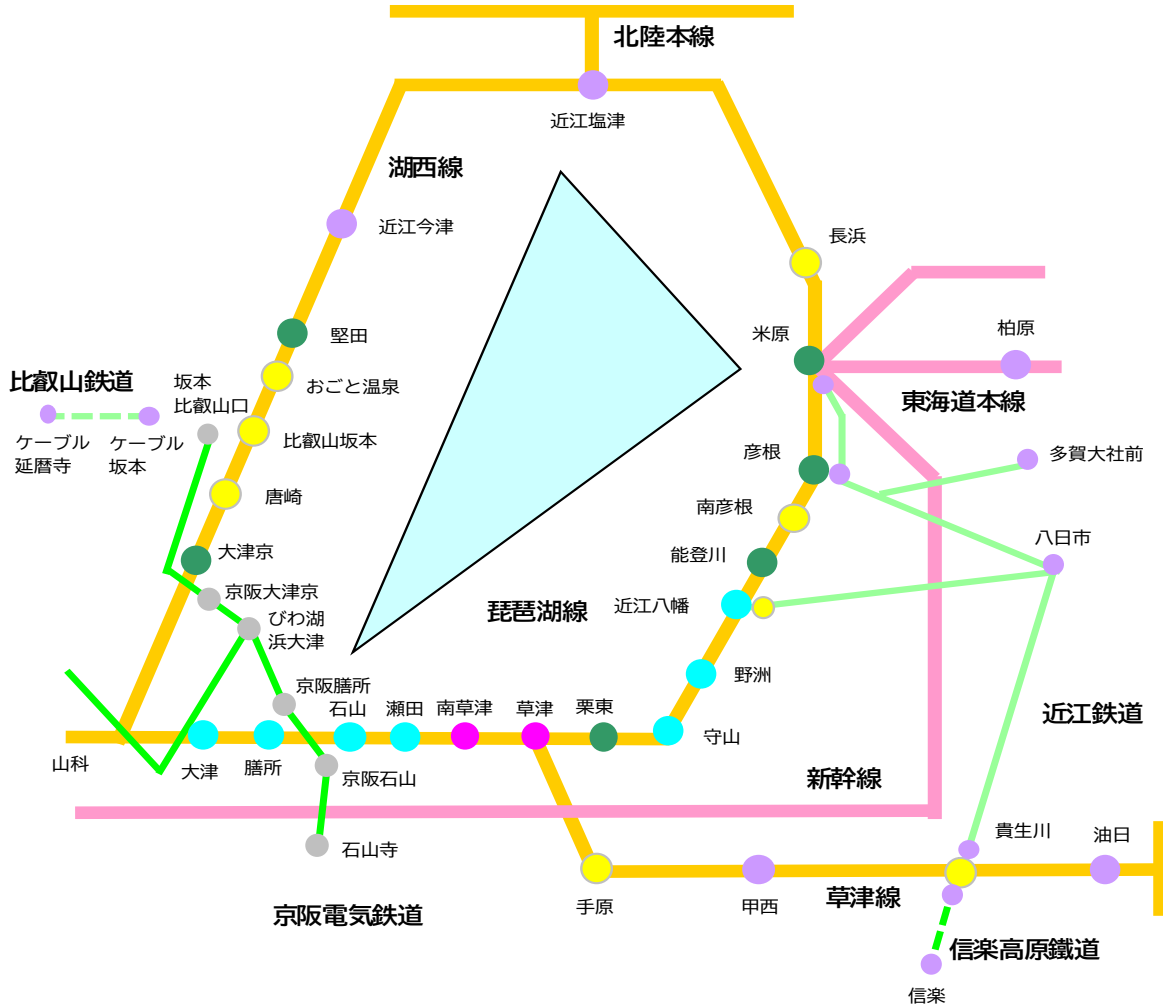 北陸本線
近江塩津
湖西線
近江今津
長浜
堅田
米原
柏原
比叡山鉄道
坂本
比叡山口
おごと温泉
東海道本線
ケーブル
延暦寺
ケーブル
坂本
比叡山坂本
彦根
多賀大社前
唐崎
南彦根
大津京
能登川
八日市
京阪大津京
びわ湖
浜大津
琵琶湖線
近江八幡
京阪膳所
野洲
石山
瀬田
南草津
草津
栗東
近江鉄道
守山
山科
大津
膳所
京阪石山
新幹線
石山寺
貴生川
油日
京阪電気鉄道
手原
甲西
草津線
信楽高原鐵道
信楽